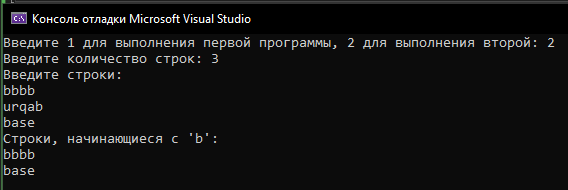 Консоль отладки Microsoft Visual Studio
Введите 1 для выполнения первой программы, 2 для выполнения второй: 2
Введите количество строк: 3
Введите строки:
bbbb
urqab
base
Строки, начинающиеся с 'b':
bbbb
base